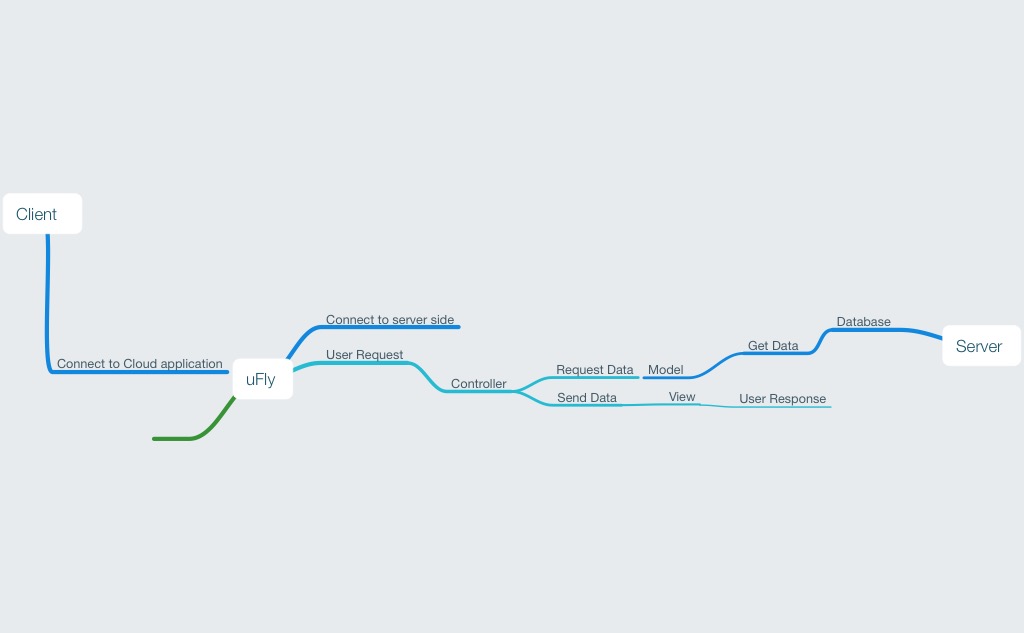 Client
Connect to Cloud application
uFly
Connect to server side
User Request
Controller
Request Data
Model
Get Data
Database
Server
Send Data
View
User Response